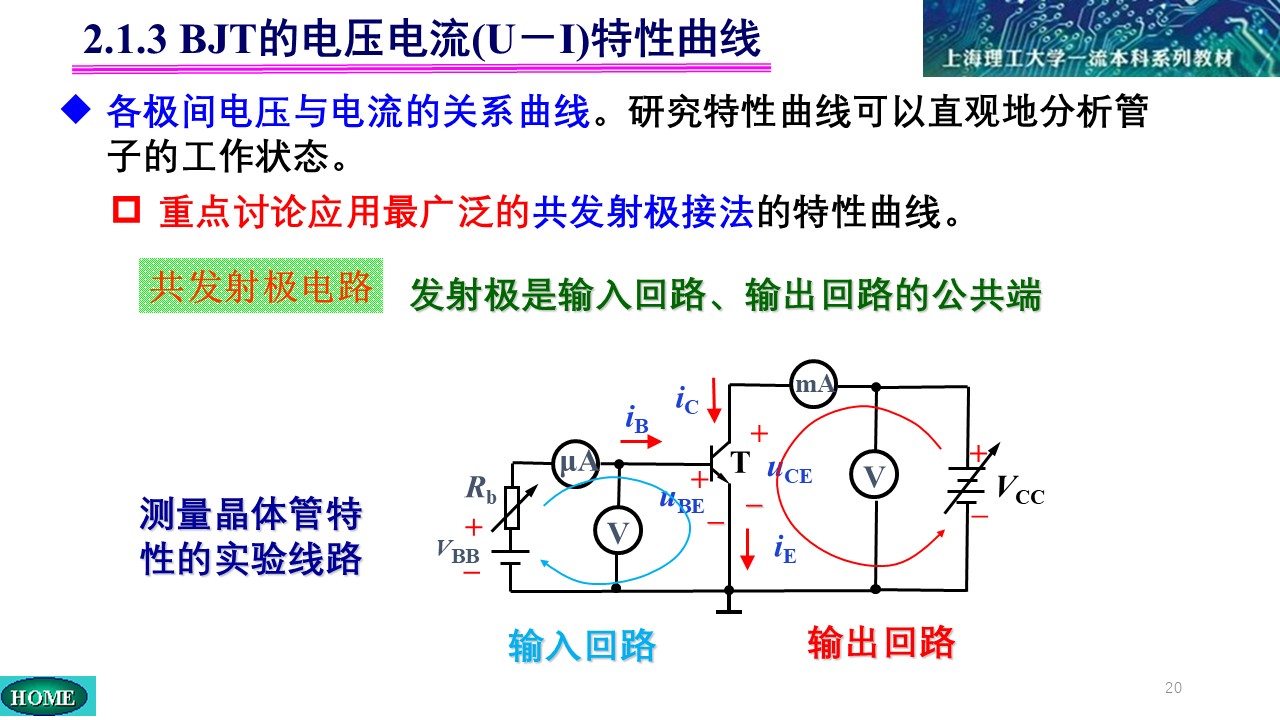 2.1.3 BJT的电压电流(U－I)特性曲线
上海理工大学一流本科系列教材
各极间电压与电流的关系曲线。研究特性曲线可以直观地分析管
子的工作状态。
重点讨论应用最广泛的共发射极接法的特性曲线。
共发射极电路
发射极是输入回路、输出回路的公共端
mA
iC
iB
+
μA
T
uCE
V
+
VCC
−
Rb
+
uBE
−
−
+
VBB
−
V
iE
测量晶体管特
性的实验线路
输入回路
输出回路
HOME
20